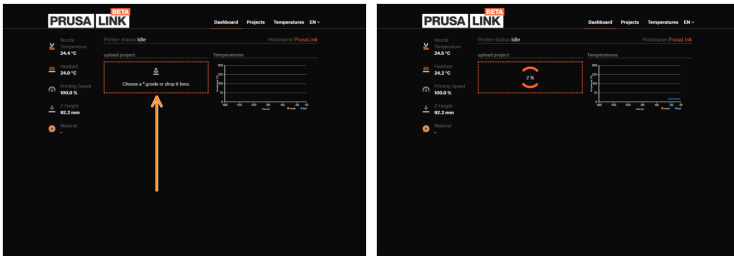 BETA
PRUSA LINK
Dashboard Projects Temperatures EN
Nozzle
Temperature
24.4 °C
Heatbed
24.0 °C
Printing Speed
100.0 %
Z-Height
92.2 mm
Material
-
Printer status Idle
Hostname PrusaLink
upload project
Choose a *.gcode or drop it here.
Temperatures
BETA
PRUSA LINK
Dashboard Projects Temperatures EN
Nozzle
Temperature
24.5 °C
Heatbed
24.2 °C
Printing Speed
100.0 %
Z-Height
92.2 mm
Material
-
Printer status Idle
Hostname PrusaLink
upload project
2 %
Temperatures